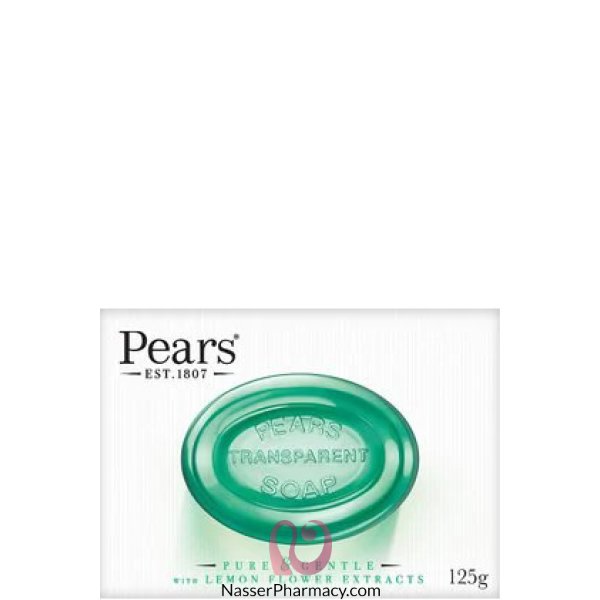 Pears®
EST.1807
PEARS
TRANSPARENT
SOAP
PURE & GENTLE
WITH LEMON FLOWER EXTRACTS
125g
NasserPharmacy.com